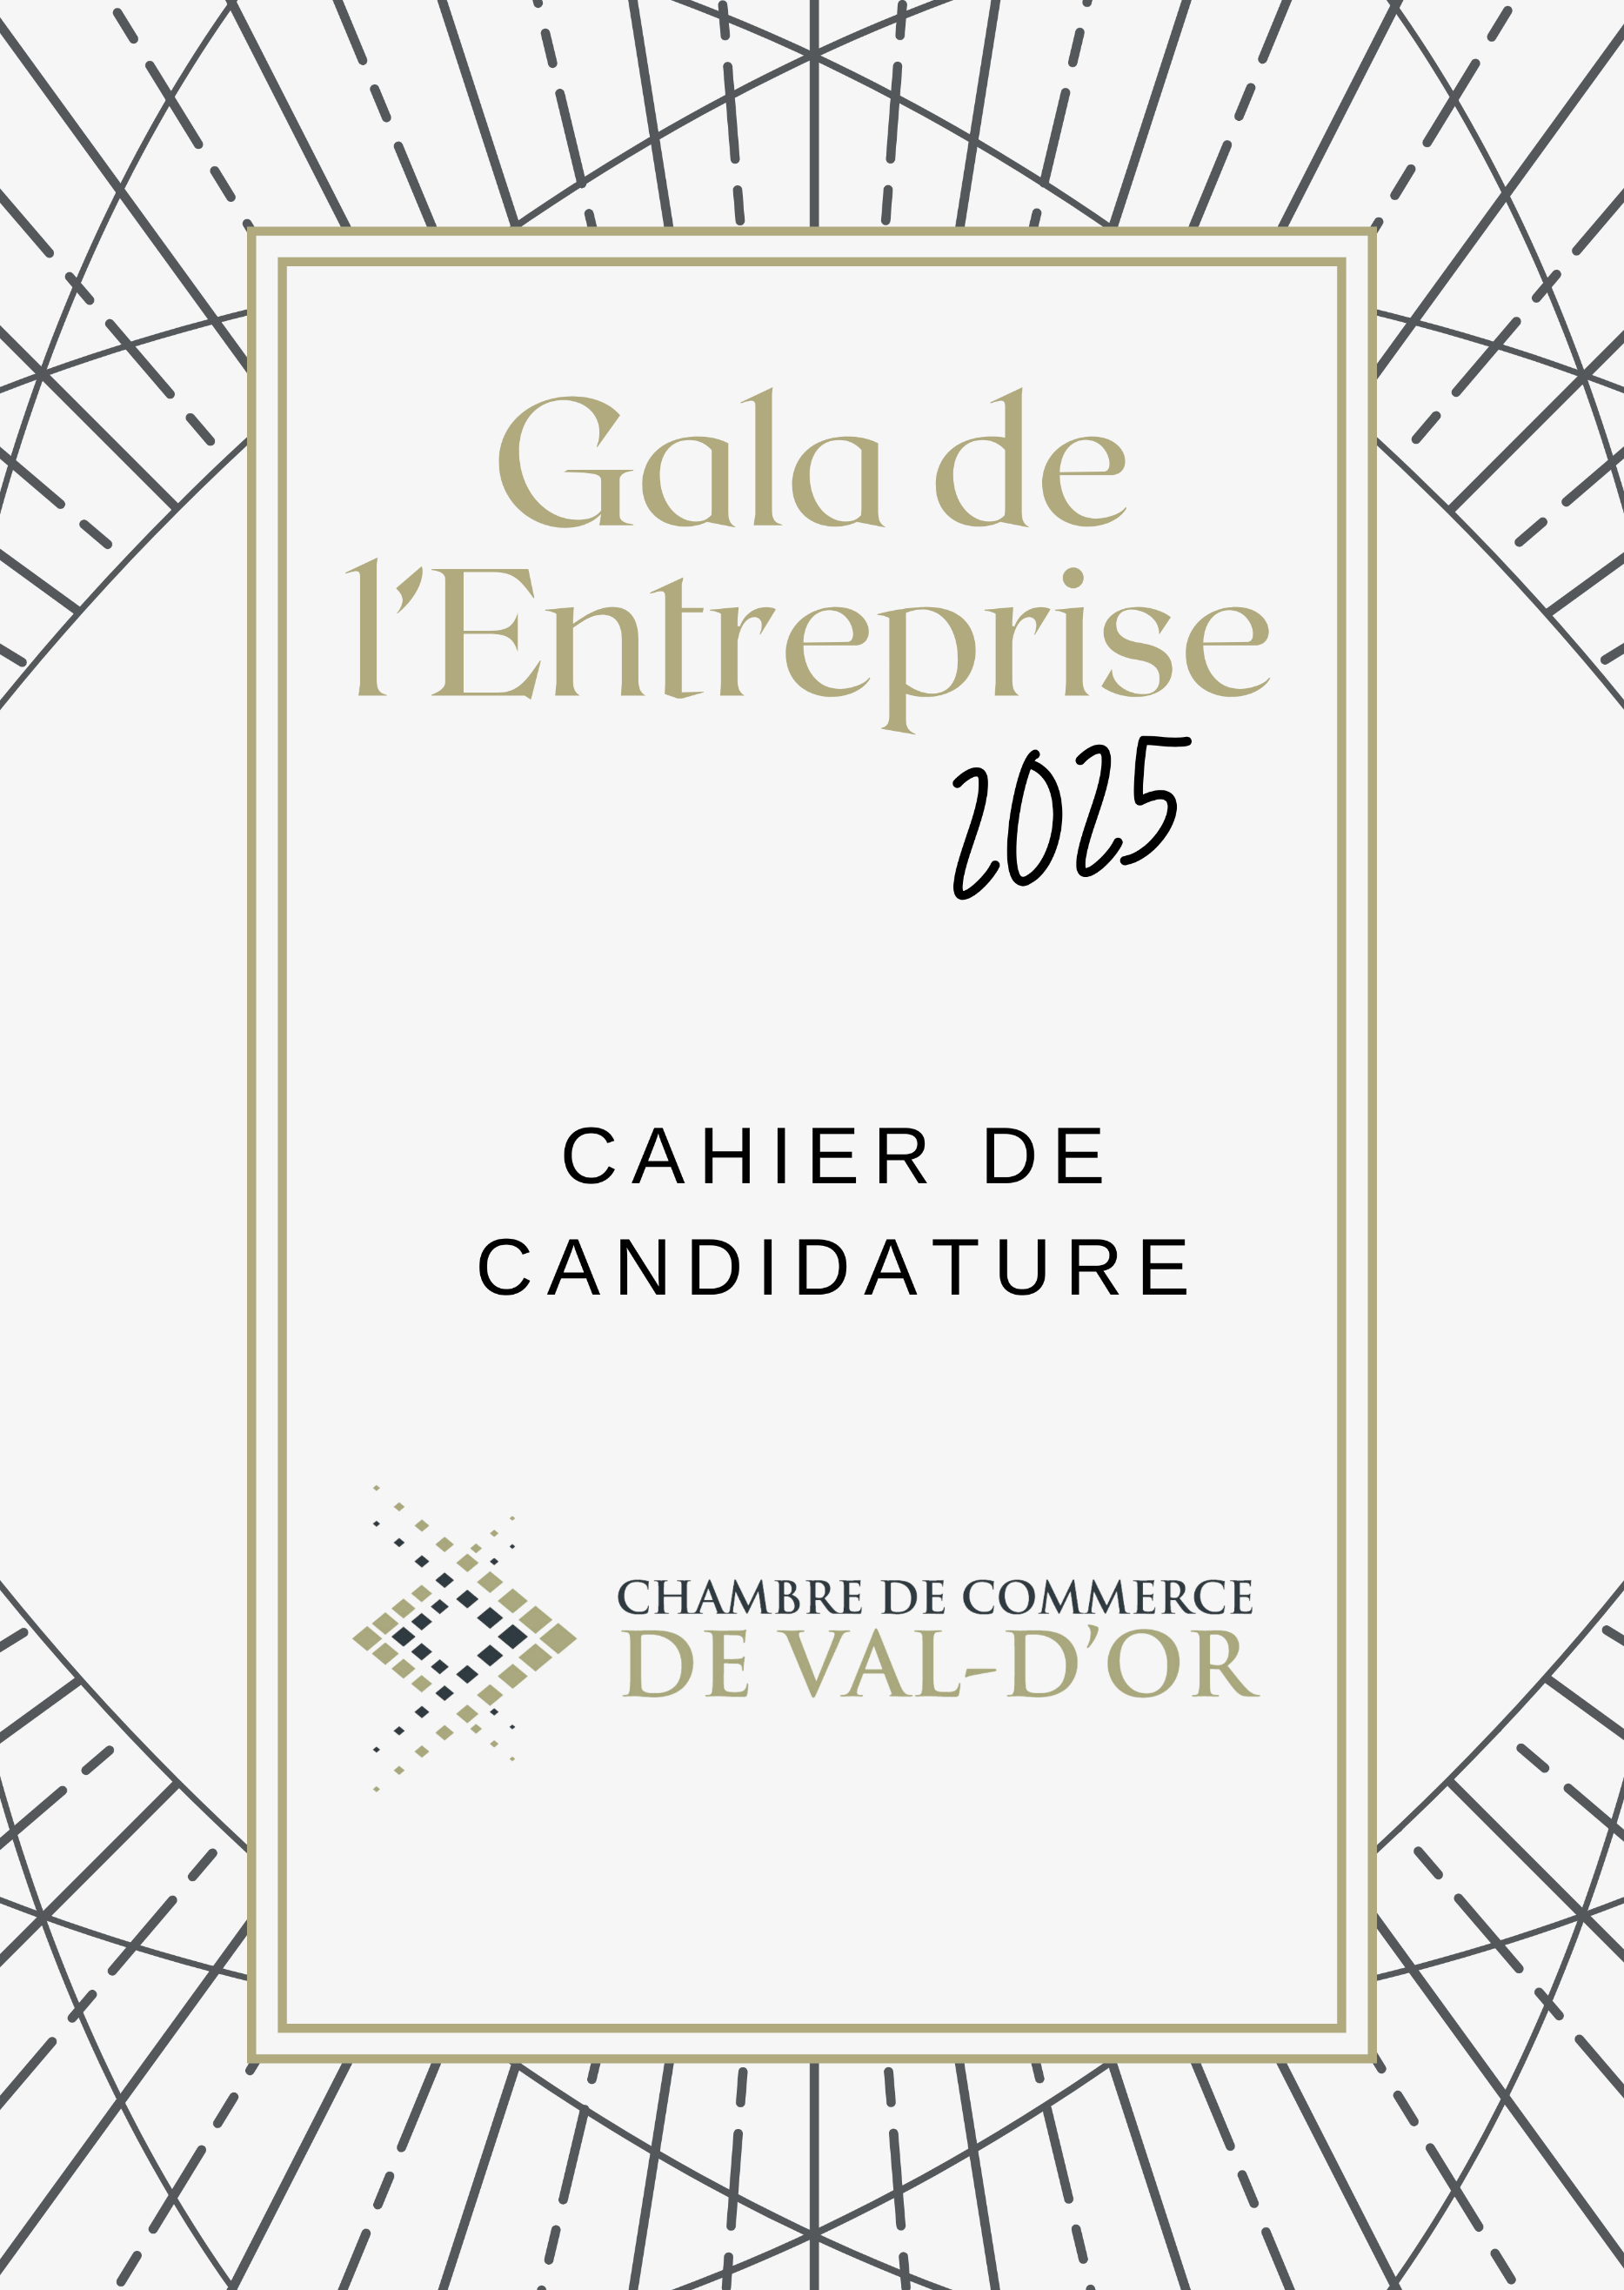 Gala de
l’Entreprise
2025
CAHIER DE
CANDIDATURE
CHAMBRE DE COMMERCE
DE VAL-D’OR